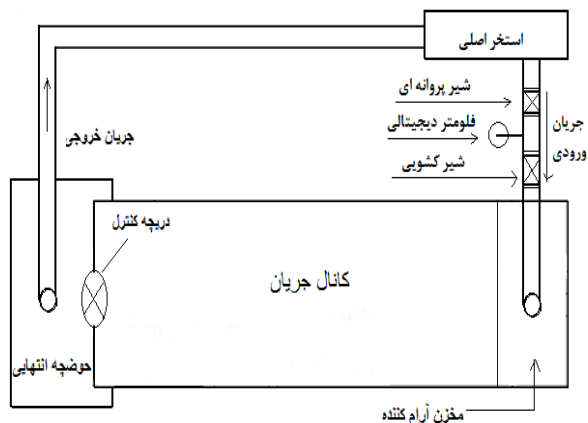 استخر اصلی
شیر پروانه ای
جریان
ورودی
فلومتر دیجیتالی
شیر کشویی
جریان خروجی
دریچه کنترل
کانال جریان
حوضچه انتهایی
مخزن آرام کننده